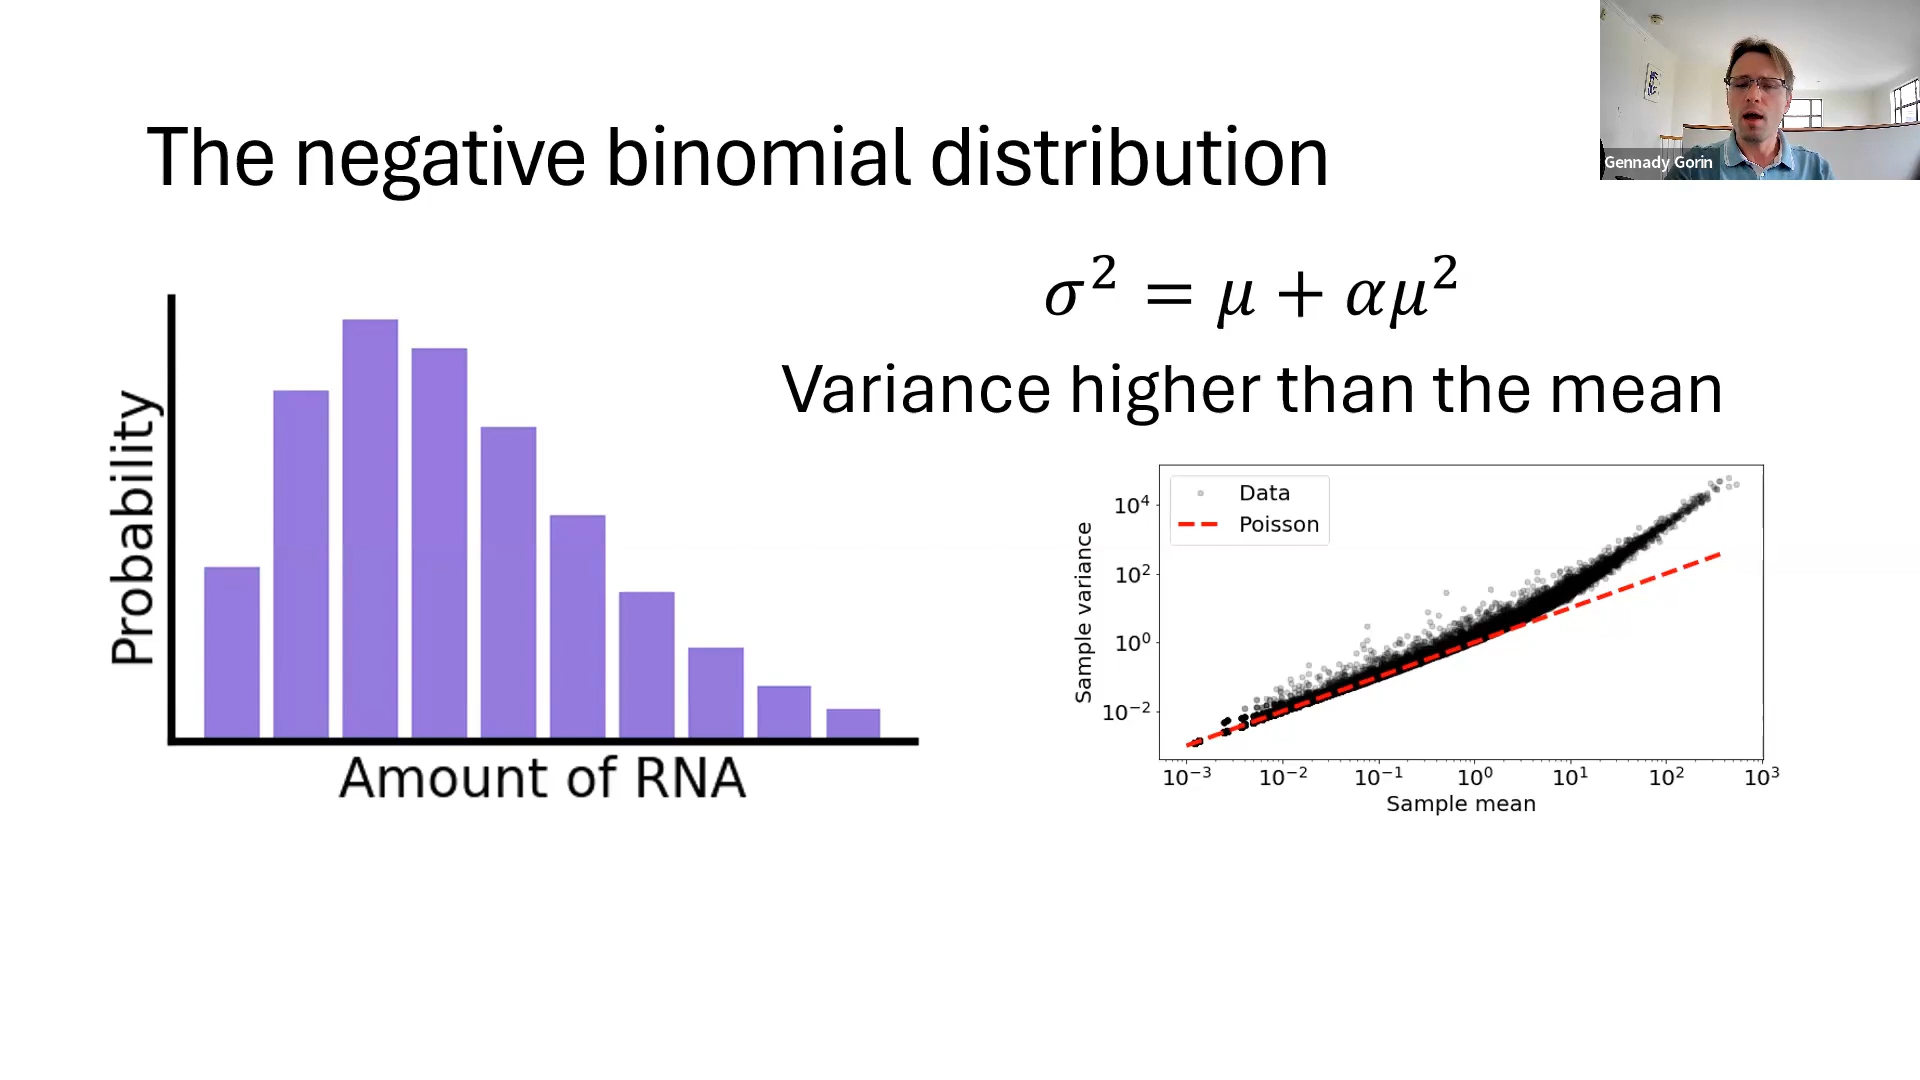 The negative binomial distribution
Gennady Gorin
σ² = μ + αμ²
Variance higher than the mean
Probability
Amount of RNA
Data
Poisson
Sample variance
10⁴
10²
10⁰
10⁻²
10⁻³ 10⁻² 10⁻¹ 10⁰ 10¹ 10² 10³
Sample mean